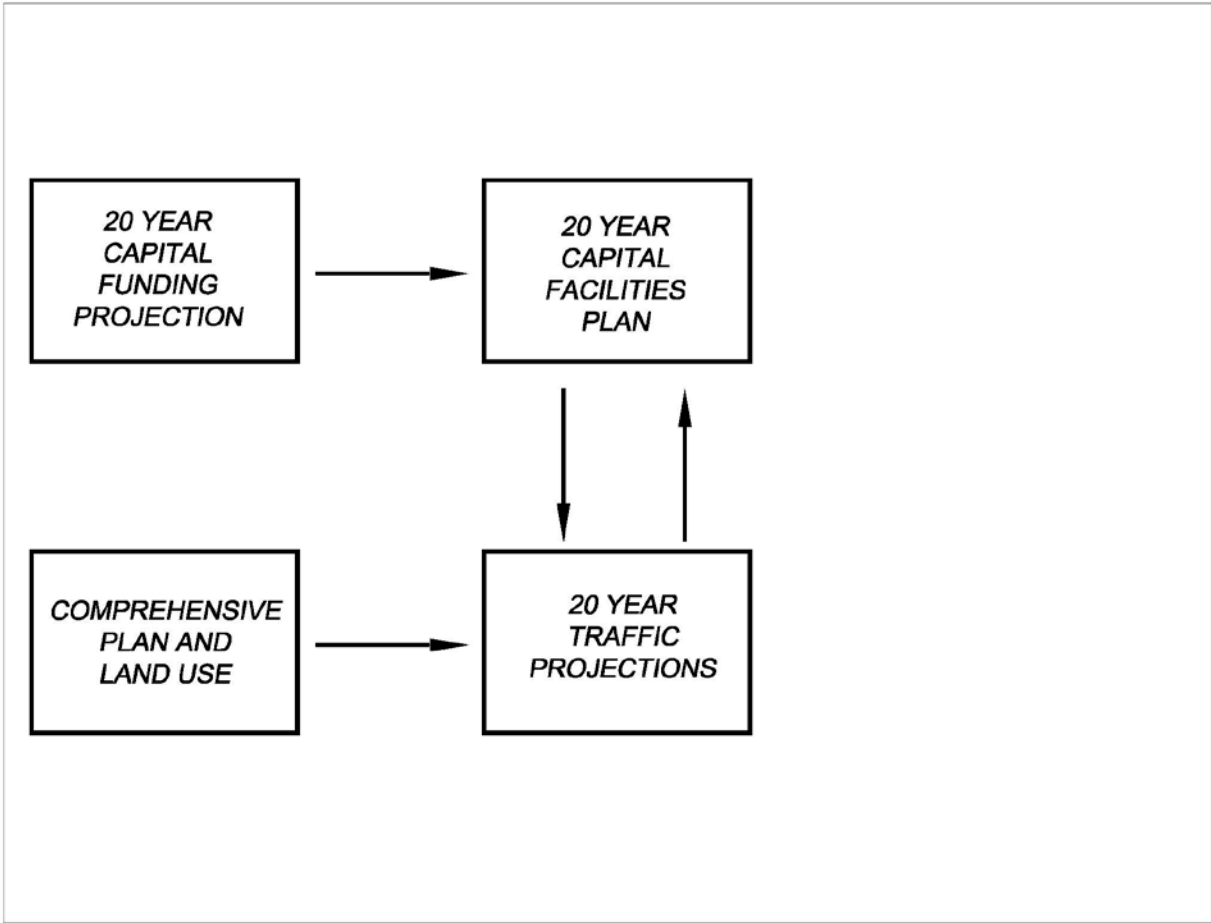 20 YEAR
CAPITAL
FUNDING
PROJECTION
20 YEAR
CAPITAL
FACILITIES
PLAN
COMPREHENSIVE
PLAN AND
LAND USE
20 YEAR
TRAFFIC
PROJECTIONS